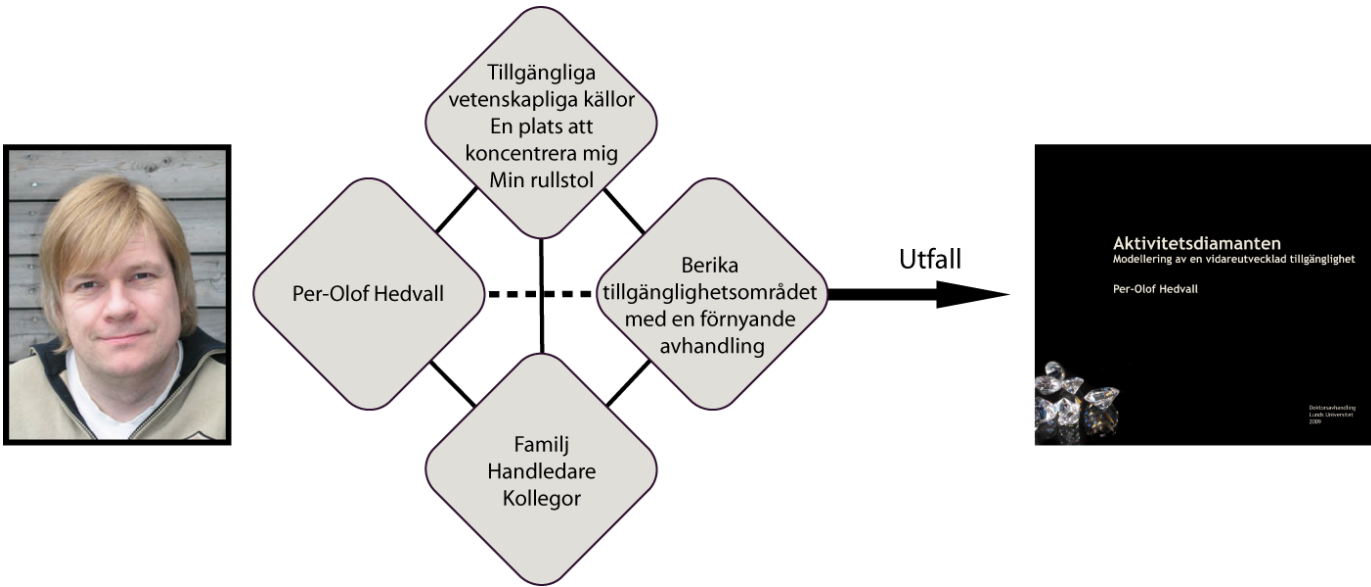 Tillgängliga
vetenskapliga källor
En plats att
koncentrera mig
Min rullstol
Per-Olof Hedvall
Berika
tillgänglighetsområdet
med en förnyande
avhandling
Familj
Handledare
Kollegor
Utfall
Aktivitetsdiamanten
Modellering av en vidareutvecklad tillgänglighet
Per-Olof Hedvall
Doktorsavhandling
Lunds Universitet
2009